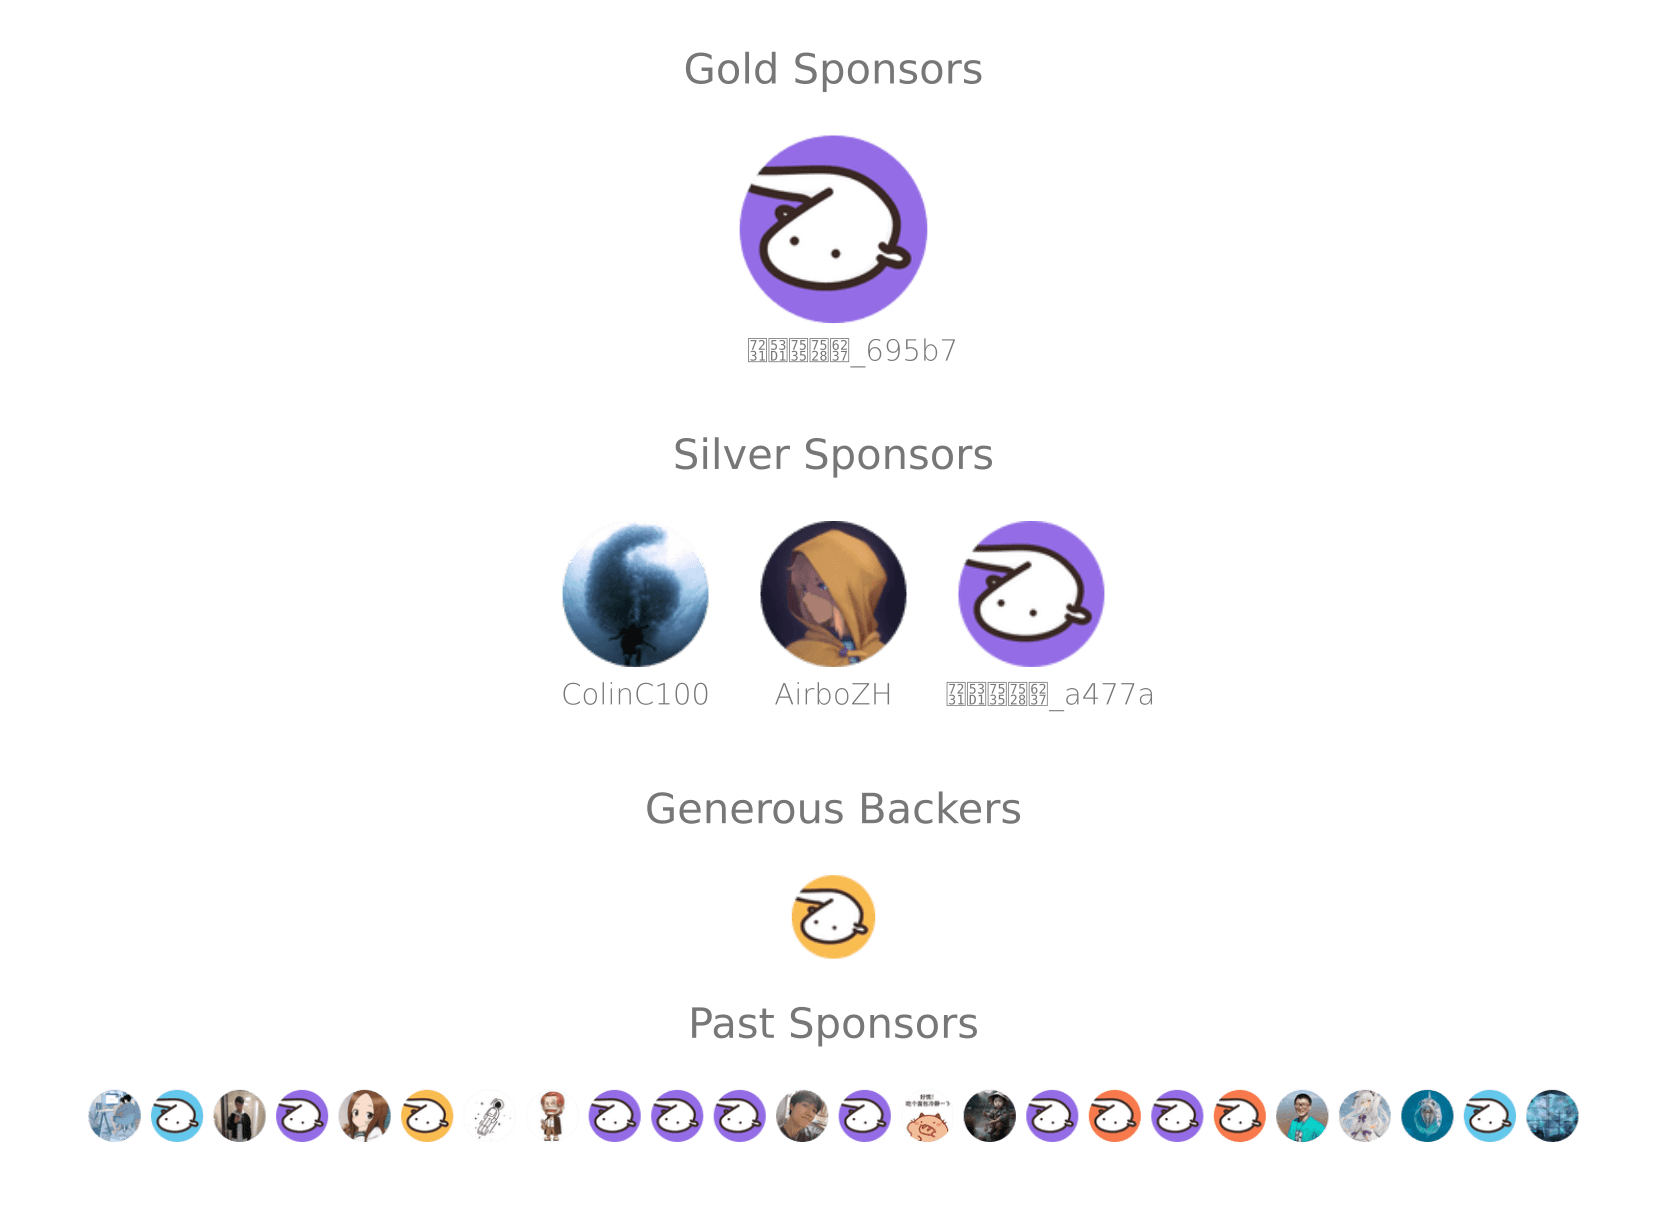 Gold Sponsors
_695b7
Silver Sponsors
ColinC100 AirboZH _a477a
Generous Backers
Past Sponsors